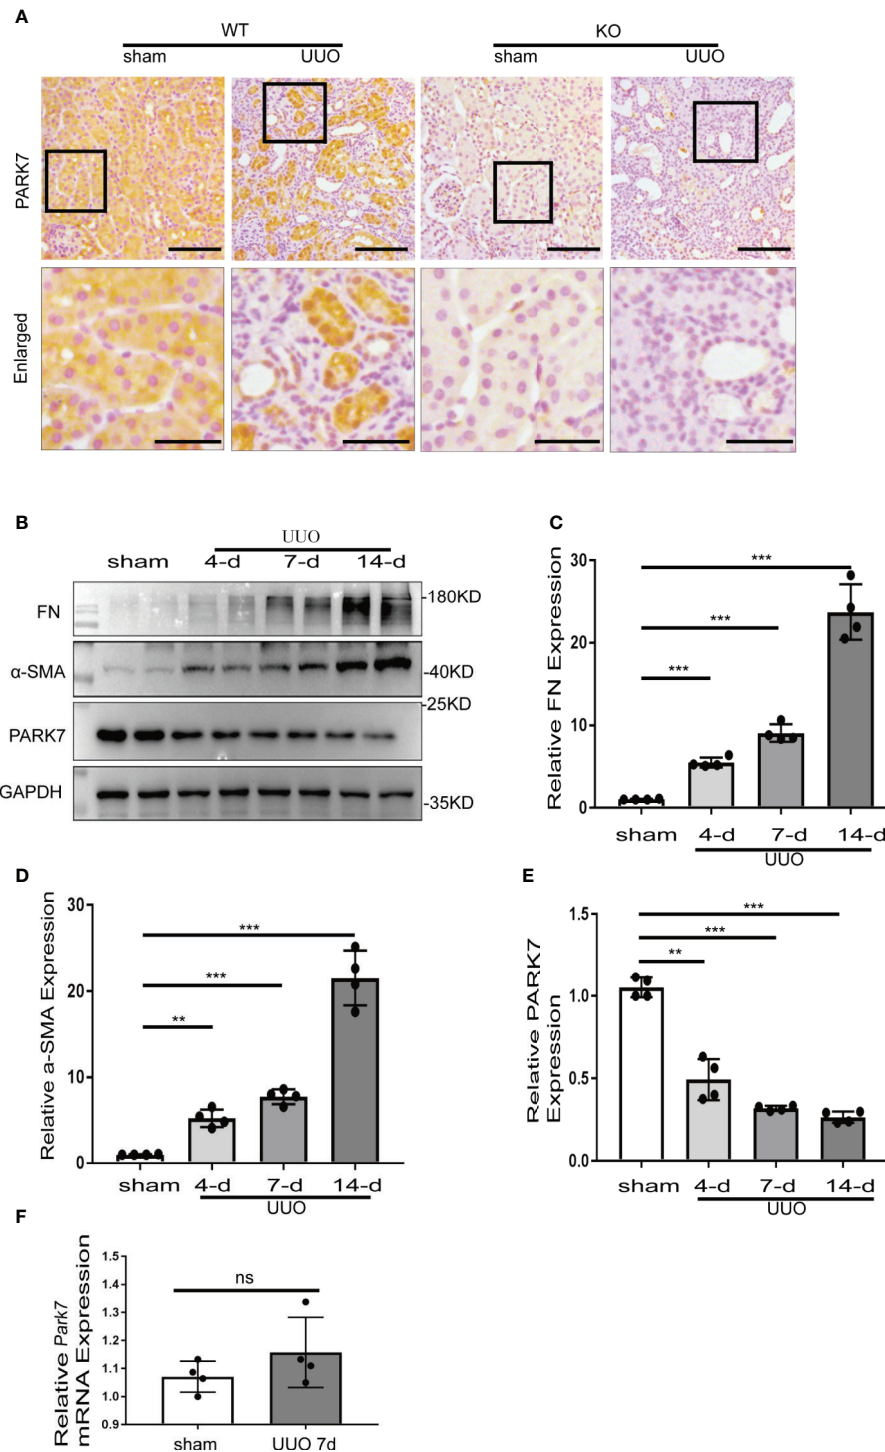 A
WT KO
sham UUO sham UUO
PARK7
Enlarged
B
UUO
sham 4-d 7-d 14-d
FN -180KD
α-SMA -40KD
-25KD
PARK7
GAPDH -35KD
C
Relative FN Expression
30
20
10
0
***
***
***
sham 4-d 7-d 14-d
UUO
D
Relative a-SMA Expression
30
20
10
0
***
***
**
sham 4-d 7-d 14-d
UUO
E
Relative PARK7
Expression
1.5
1.0
0.5
0.0
***
***
**
sham 4-d 7-d 14-d
UUO
F
Relative Park7
mRNA Expression
1.5
1.4
1.3
1.2
1.1
1.0
0.9
ns
sham UUO 7d